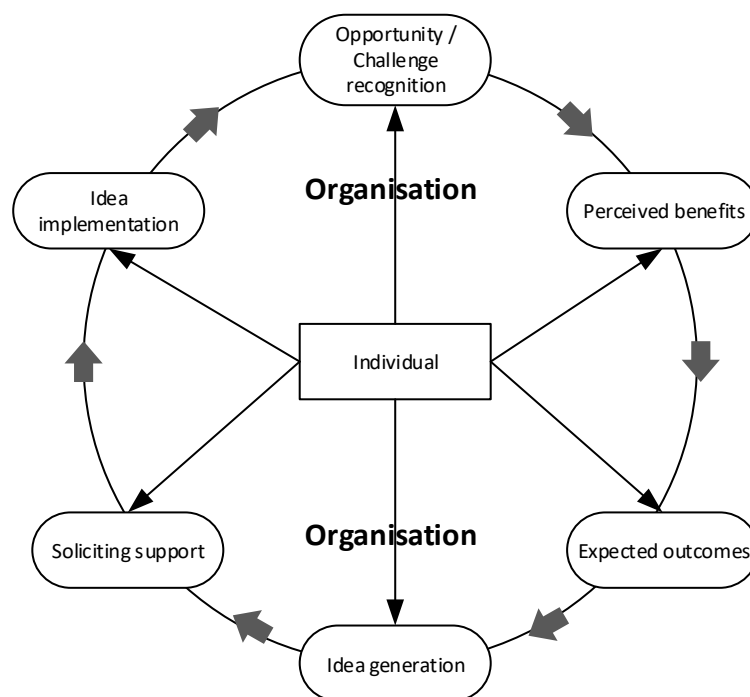 Opportunity /
Challenge
recognition
Organisation
Idea
implementation
Perceived benefits
Individual
Organisation
Soliciting support
Expected outcomes
Idea generation